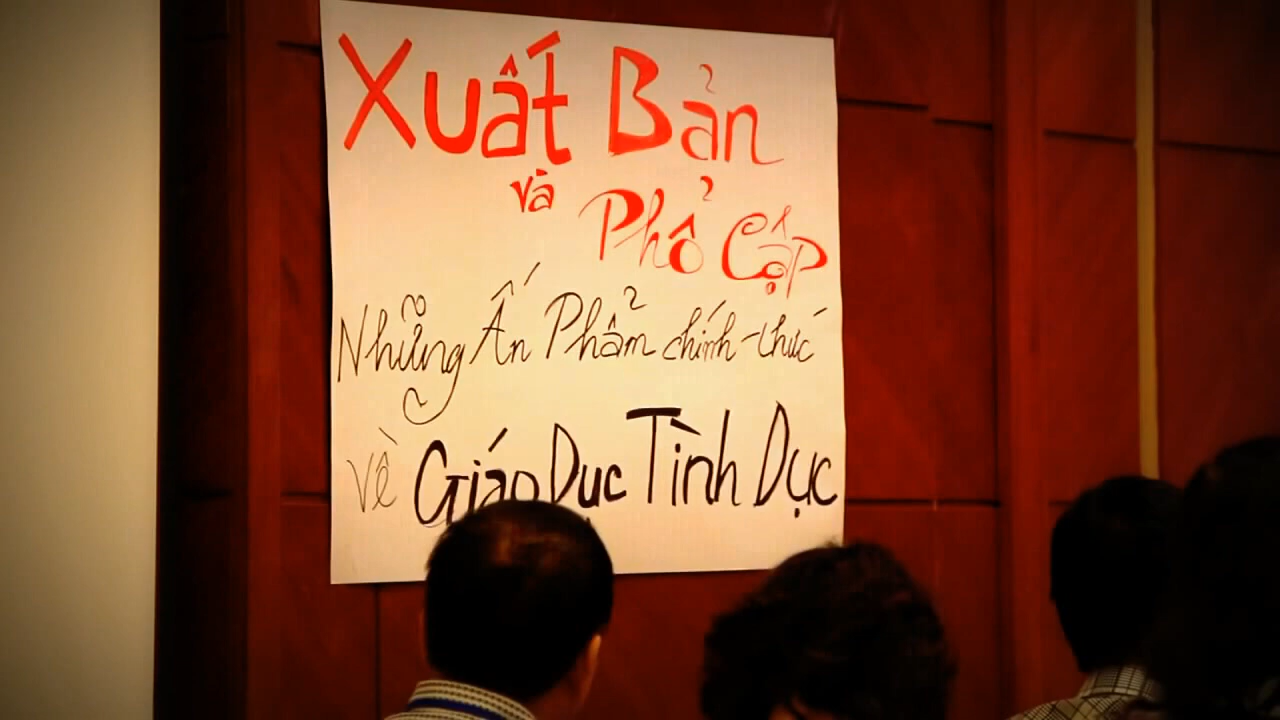 Xuất Bản
và
Phổ Cập
Những Ấn Phẩm chính-thức
Về Giáo Dục Tình Dục